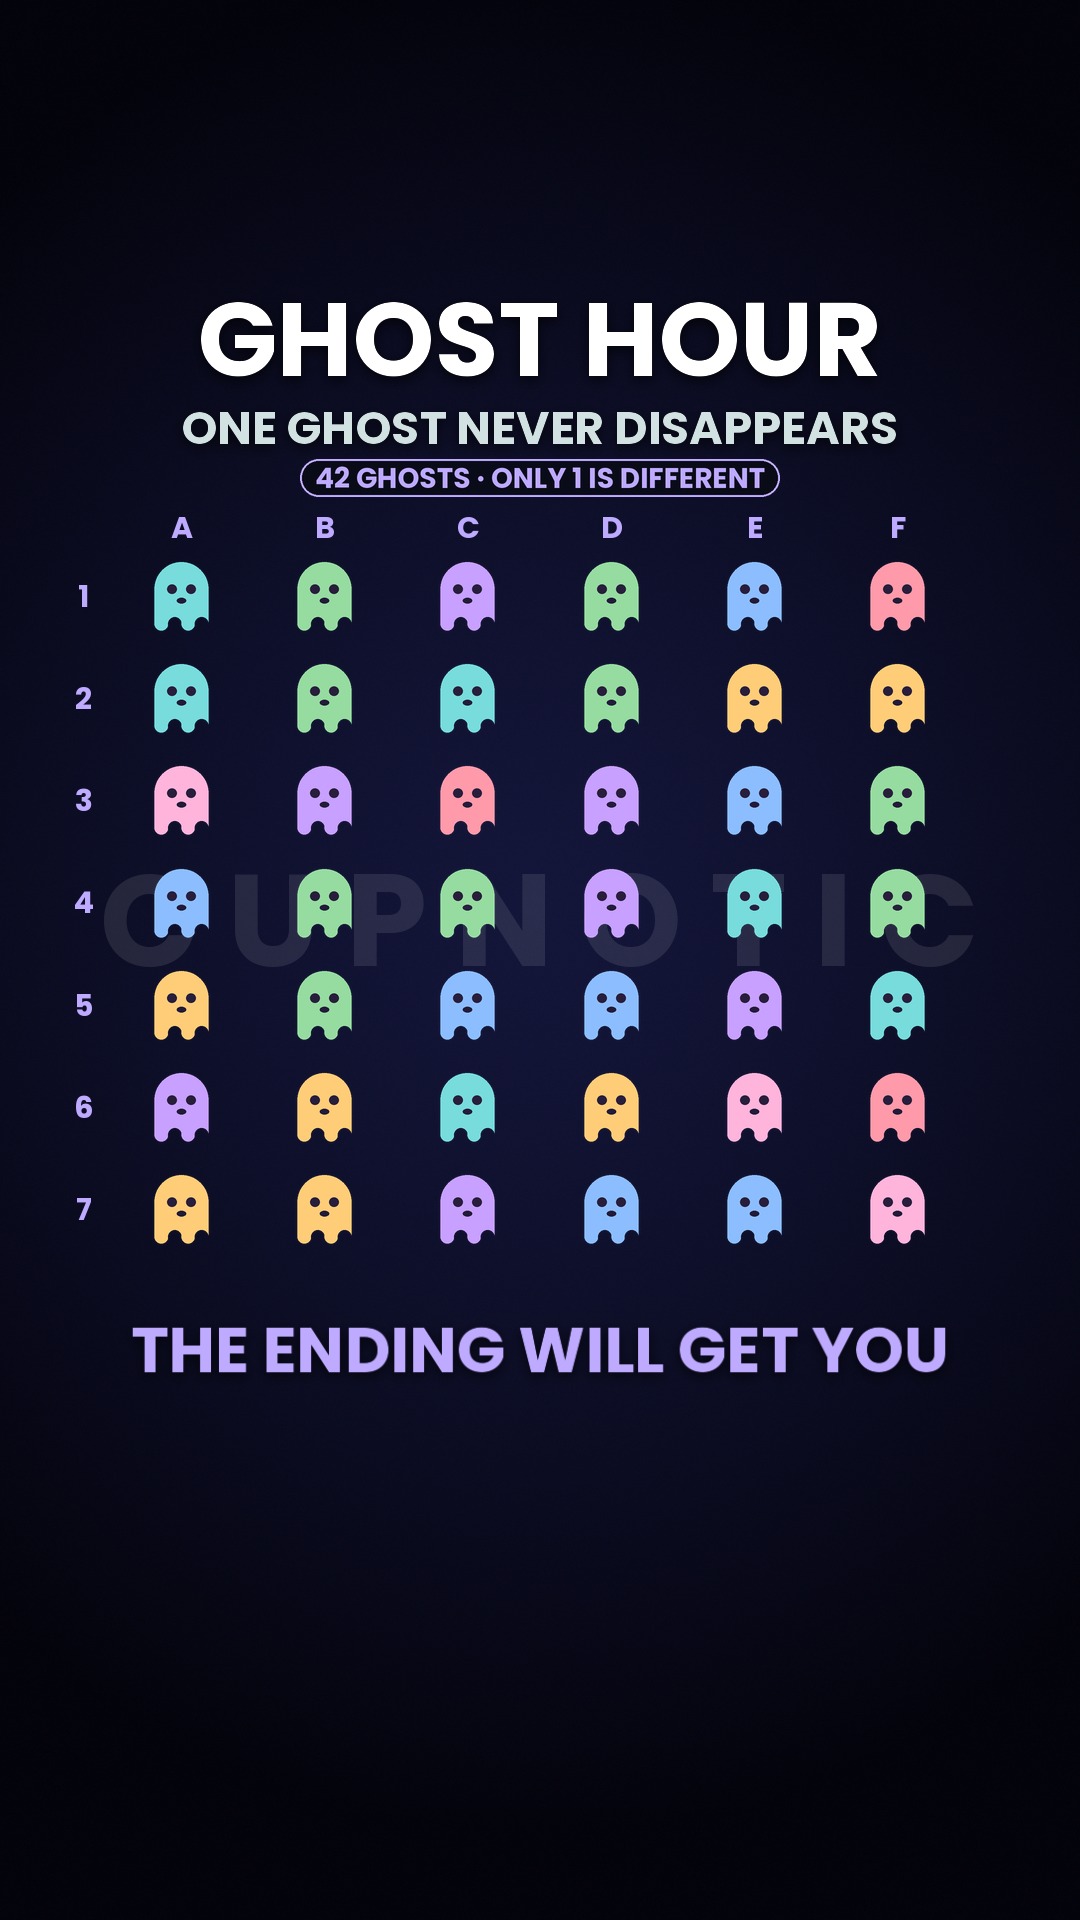 GHOST HOUR
ONE GHOST NEVER DISAPPEARS
42 GHOSTS · ONLY 1 IS DIFFERENT
A B C D E F
1
2
3
4
CUPNOTIC
5
6
7
THE ENDING WILL GET YOU